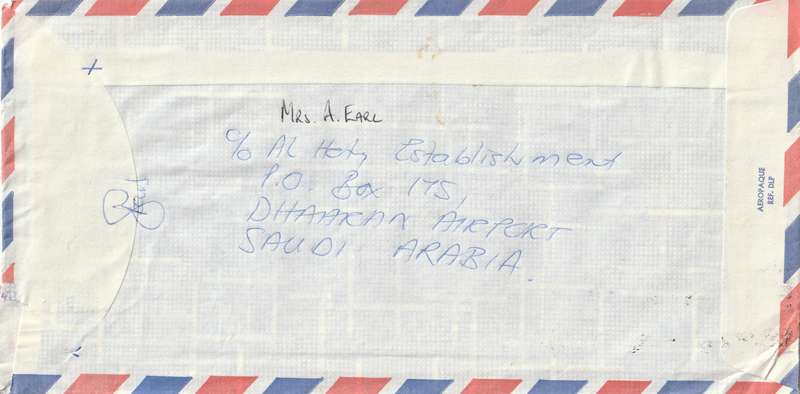 Mrs. A. Earl
c/o Al Hoty Establishment
P.O. Box 175,
DHAHRAN AIRPORT
SAUDI ARABIA.
AEROPAQUE
REF. DLP